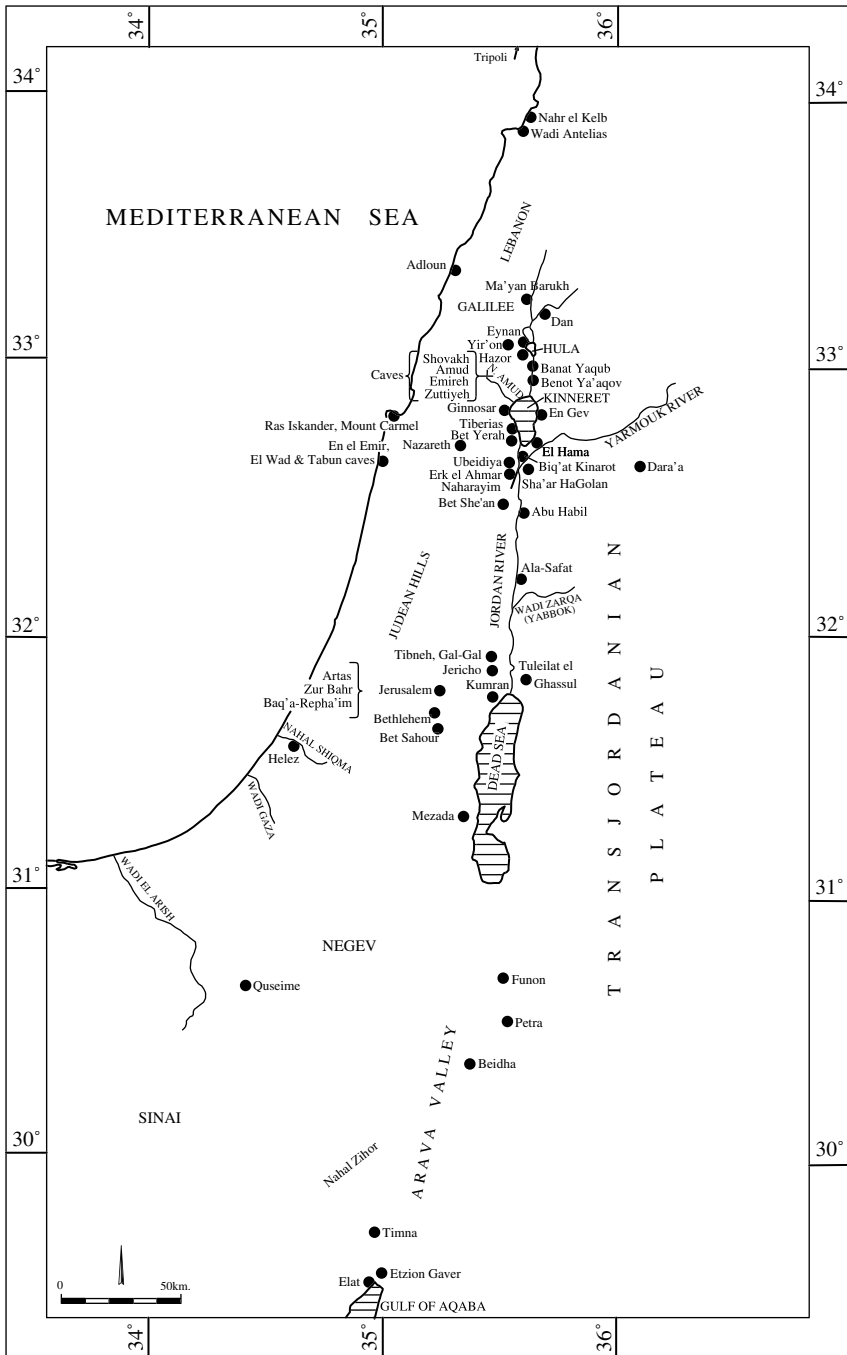 34°
35°
36°
Tripoli
34°
34°
Nahr el Kelb
Wadi Antelias
MEDITERRANEAN SEA
LEBANON
Adloun
Ma'yan Barukh
GALILEE
Dan
Eynan
Yir'on
HULA
Hazor
Shovakh
Amud
Emireh
Zuttiyeh
Caves
N. AMUD
Banat Yaqub
Benot Ya'aqov
KINNERET
33°
33°
Ginnosar
En Gev
Ras Iskander, Mount Carmel
Tiberias
Bet Yerah
YARMOUK RIVER
En el Emir,
El Wad & Tabun caves
Nazareth
El Hama
Ubeidiya
Biq'at Kinarot
Dara'a
Erk el Ahmar
Sha'ar HaGolan
Naharayim
Bet She'an
Abu Habil
JUDEAN HILLS
JORDAN RIVER
Ala-Safat
WADI ZARQA
(YABBOK)
32°
32°
Tibneh, Gal-Gal
Jericho
Tuleilat el
Ghassul
Kumran
Artas
Zur Bahr
Baq'a-Repha'im
Jerusalem
Bethlehem
Bet Sahour
NAHAL SHIQMA
Helez
DEAD SEA
WADI GAZA
Mezada
TRANSJORDANIAN
PLATEAU
WADI EL ARISH
31°
31°
NEGEV
Quseime
Funon
Petra
Beidha
ARAVA VALLEY
SINAI
30°
30°
Nahal Zihor
Timna
Etzion Gaver
Elat
GULF OF AQABA
0
50km.
34°
35°
36°